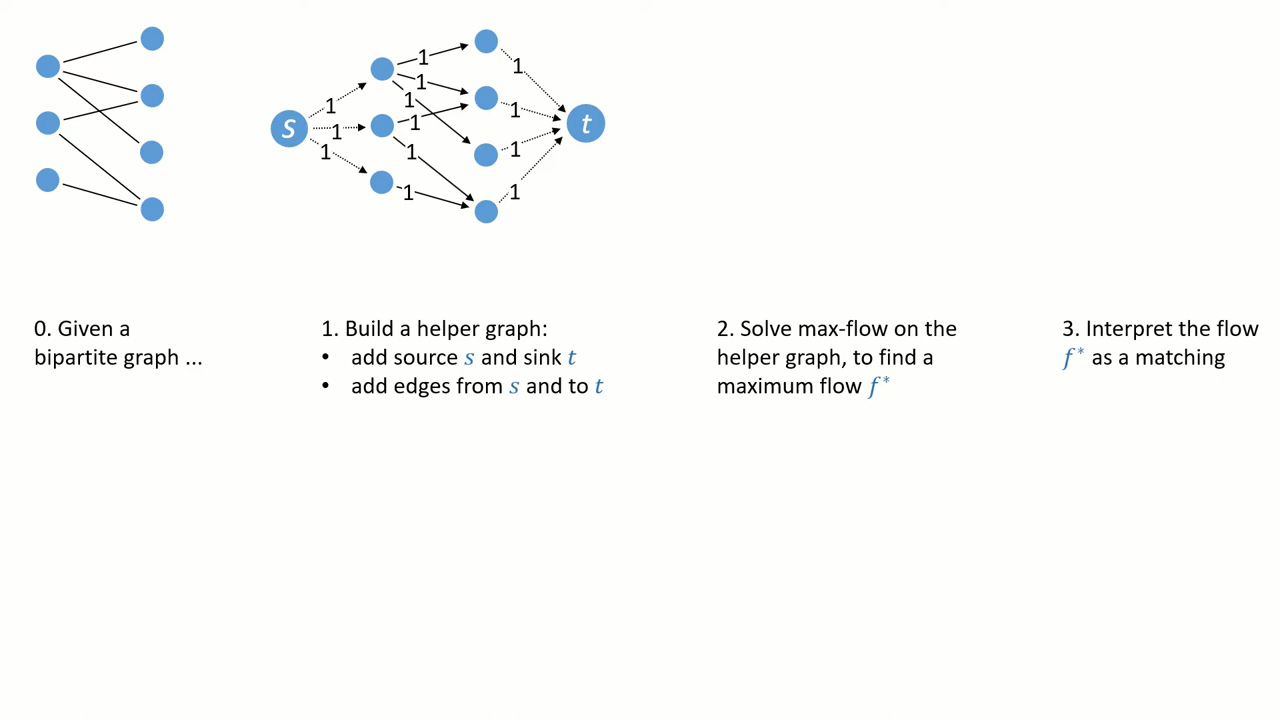 1
1
1
1
1
1
s
1
1
t
1
1
1
1
1
1
1
0. Given a
bipartite graph ...
1. Build a helper graph:
• add source s and sink t
• add edges from s and to t
2. Solve max-flow on the
helper graph, to find a
maximum flow f*
3. Interpret the flow
f* as a matching